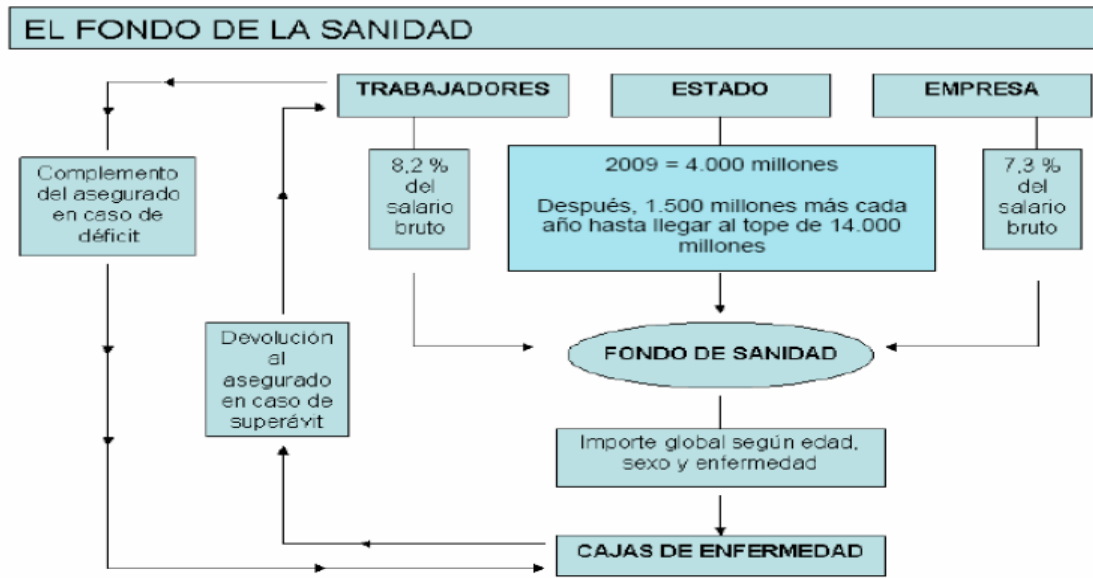 EL FONDO DE LA SANIDAD
TRABAJADORES
ESTADO
EMPRESA
Complemento
del asegurado
en caso de
déficit
8,2 %
del
salario
bruto
2009 = 4.000 millones
Después, 1.500 millones más cada
año hasta llegar al tope de 14.000
millones
7,3 %
del
salario
bruto
Devolución
al
asegurado
en caso de
superávit
FONDO DE SANIDAD
Importe global según edad,
sexo y enfermedad
CAJAS DE ENFERMEDAD